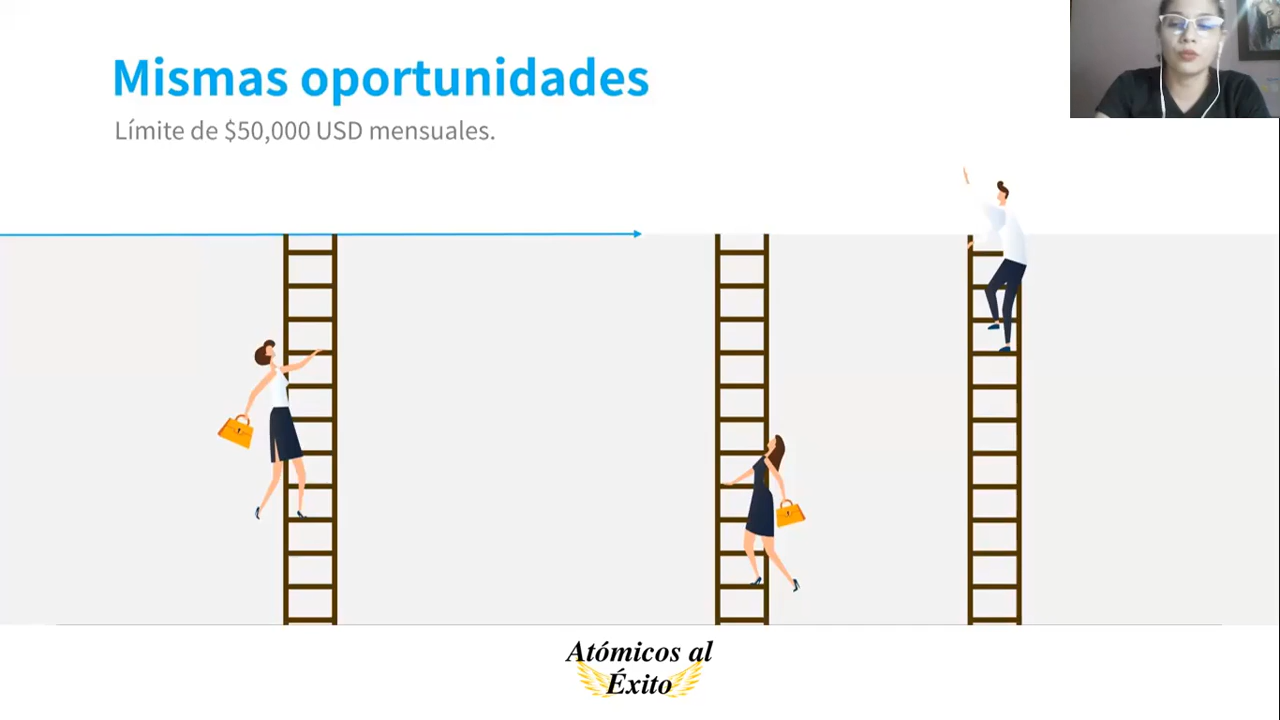 Mismas oportunidades
Límite de $50,000 USD mensuales.
Atómicos al
Éxito